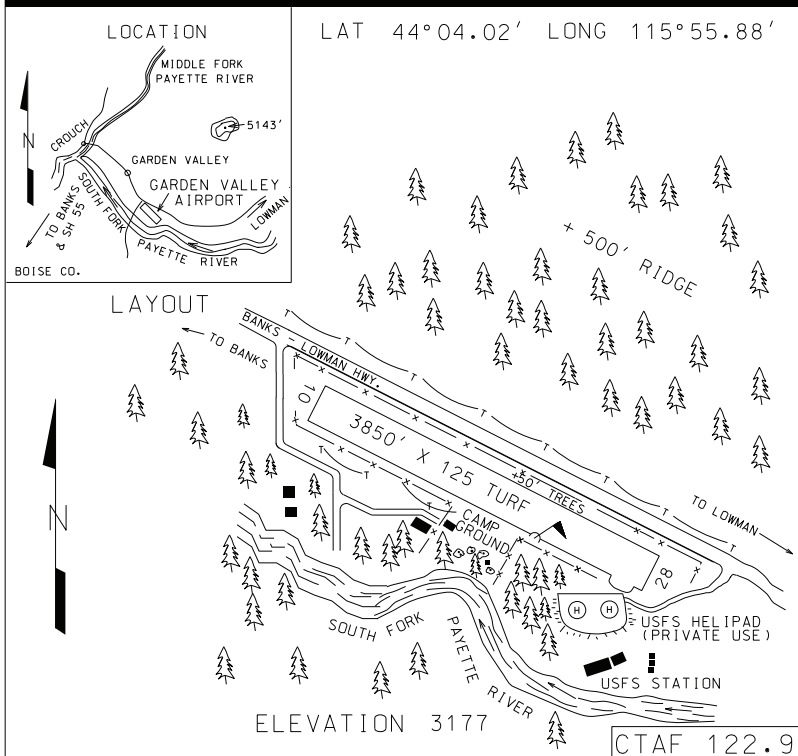 LOCATION
LAT 44°04.02' LONG 115°55.88'
MIDDLE FORK
PAYETTE RIVER
N
CROUCH
5143'
GARDEN VALLEY
GARDEN VALLEY
AIRPORT
SOUTH FORK
PAYETTE RIVER
LOWMAN
TO BANKS
& SH 55
BOISE CO.
+ 500' RIDGE
LAYOUT
TO BANKS
BANKS - LOWMAN HWY.
10
3850' X 125 TURF
+50' TREES
TO LOWMAN
N
CAMP
GROUND
28
H H
USFS HELIPAD
(PRIVATE USE)
SOUTH FORK
PAYETTE RIVER
USFS STATION
ELEVATION 3177
CTAF 122.9